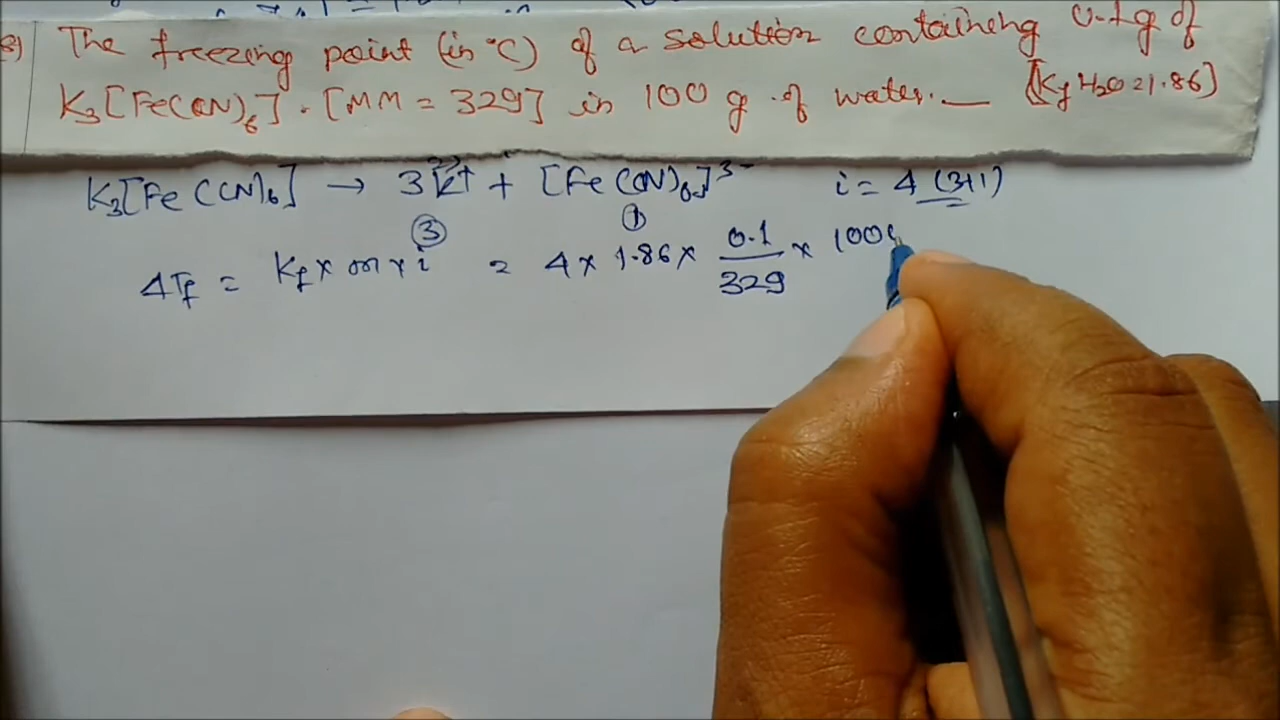 8) The freezing point (in °C) of a solution containing 0.1g of
K3[Fe(CN)6]. [MM = 329] in 100 g of water. — [Kf H2O = 1.86]
K3[Fe(CN)6] → 3K+ + [Fe(CN)6]3- i = 4 (3+1)
③ ①
ΔTf = Kf x m x i = 4 x 1.86 x 0.1/329 x 1000